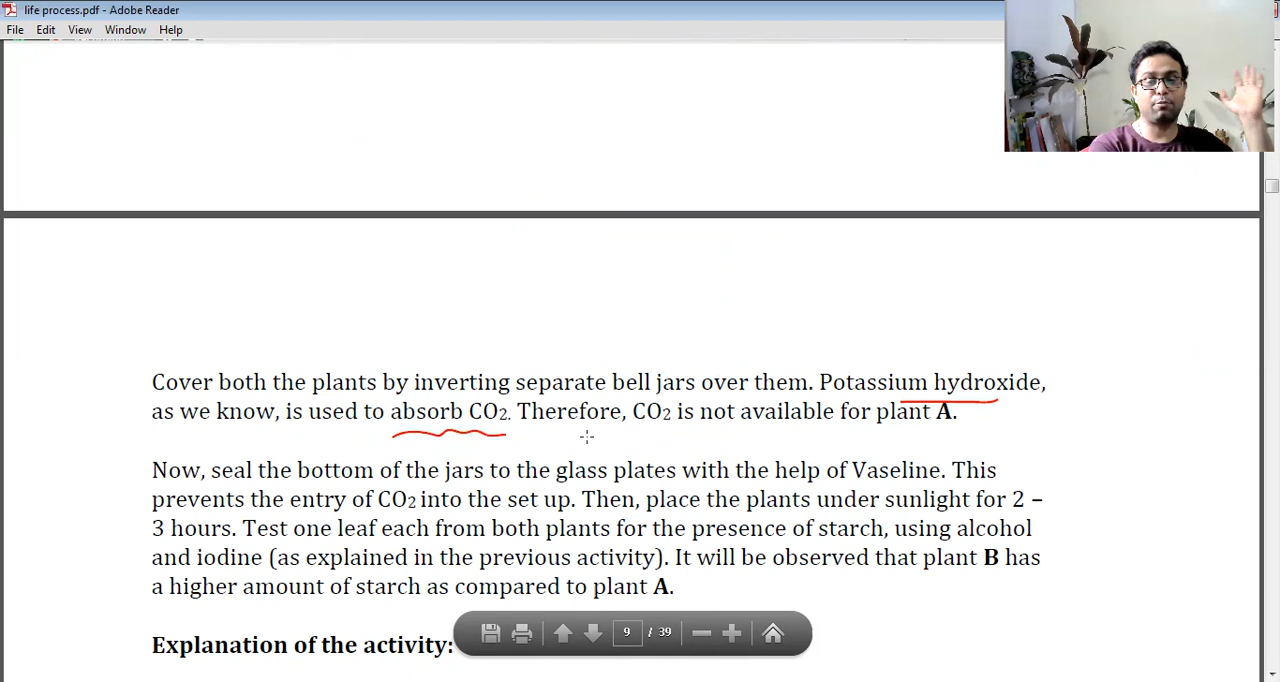 life process.pdf - Adobe Reader
File Edit View Window Help
Cover both the plants by inverting separate bell jars over them. Potassium hydroxide,
as we know, is used to absorb CO₂. Therefore, CO₂ is not available for plant A.
Now, seal the bottom of the jars to the glass plates with the help of Vaseline. This
prevents the entry of CO₂ into the set up. Then, place the plants under sunlight for 2 –
3 hours. Test one leaf each from both plants for the presence of starch, using alcohol
and iodine (as explained in the previous activity). It will be observed that plant B has
a higher amount of starch as compared to plant A.
9 / 39
Explanation of the activity: